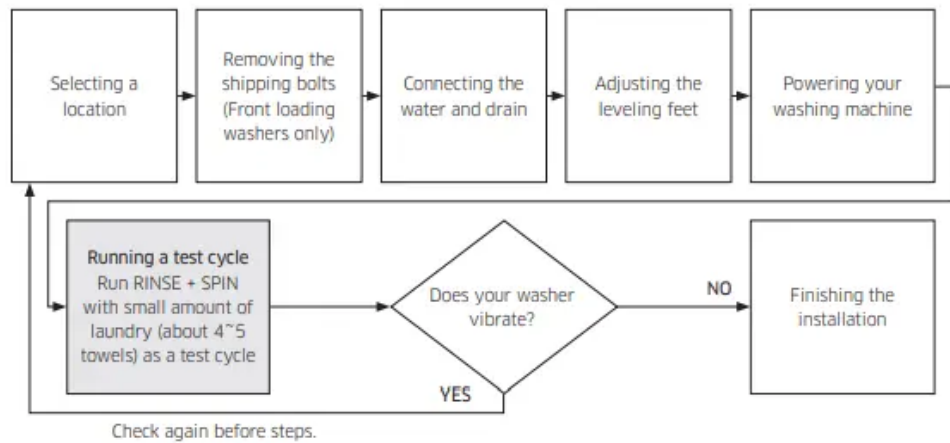 Selecting a
location
Removing the
shipping bolts
(Front loading
washers only)
Connecting the
water and drain
Adjusting the
leveling feet
Powering your
washing machine
Running a test cycle
Run RINSE + SPIN
with small amount of
laundry (about 4~5
towels) as a test cycle
Does your washer
vibrate?
NO
Finishing the
installation
YES
Check again before steps.